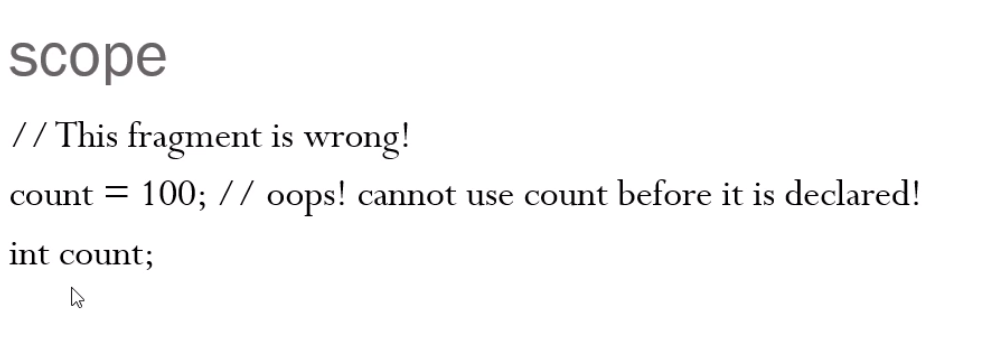 scope
// This fragment is wrong!
count = 100; // oops! cannot use count before it is declared!
int count;